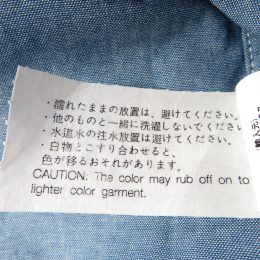 ・濡れたままの放置は、避けてください。
・他のものと一緒に洗濯しないでください
・水道水の注水放置は避けてください。
・白物とこすり合わせると、
色が移るおそれがあります。
CAUTION: The color may rub off on to
lighter color garment.